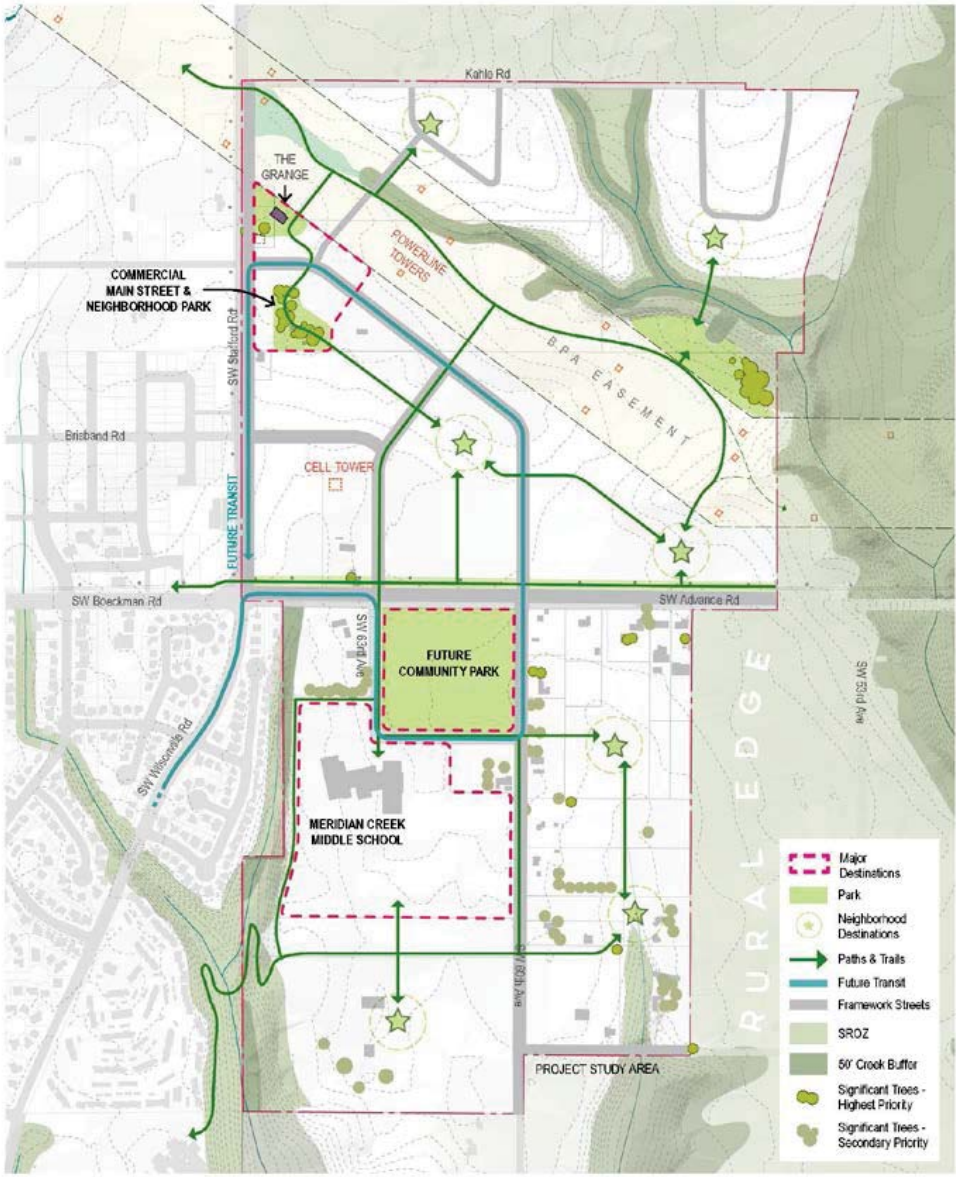 Kahle Rd
THE
GRANGE
POWERLINE
TOWERS
COMMERCIAL
MAIN STREET &
NEIGHBORHOOD PARK
SW Stafford Rd
BPA EASEMENT
Brisband Rd
CELL TOWER
FUTURE TRANSIT
SW Boeckman Rd
SW Advance Rd
SW 63rd Ave
FUTURE
COMMUNITY PARK
SW 53rd Ave
RURAL EDGE
SW Wilsonville Rd
MERIDIAN CREEK
MIDDLE SCHOOL
SW 60th Ave
PROJECT STUDY AREA
Major
Destinations
Park
Neighborhood
Destinations
Paths & Trails
Future Transit
Framework Streets
SROZ
50' Creek Buffer
Significant Trees -
Highest Priority
Significant Trees -
Secondary Priority